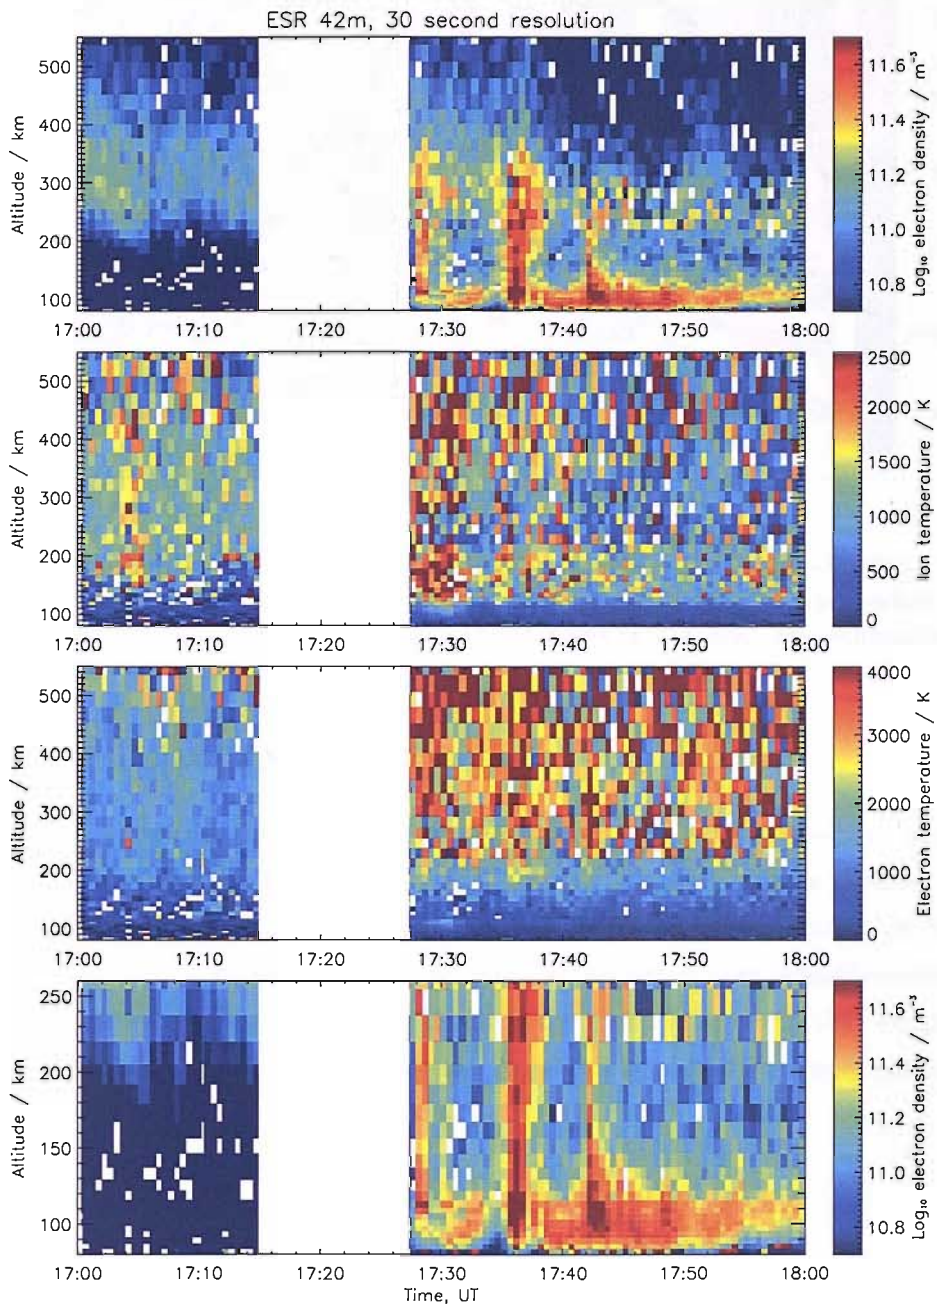 ESR 42m, 30 second resolution
500
400
300
200
100
Altitude / km
17:00 17:10 17:20 17:30 17:40 17:50 18:00
11.6
11.4
11.2
11.0
10.8
Log₁₀ electron density / m⁻³
500
400
300
200
100
Altitude / km
17:00 17:10 17:20 17:30 17:40 17:50 18:00
2500
2000
1500
1000
500
0
Ion temperature / K
500
400
300
200
100
Altitude / km
17:00 17:10 17:20 17:30 17:40 17:50 18:00
4000
3000
2000
1000
0
Electron temperature / K
250
200
150
100
Altitude / km
17:00 17:10 17:20 17:30 17:40 17:50 18:00
Time, UT
11.6
11.4
11.2
11.0
10.8
Log₁₀ electron density / m⁻³